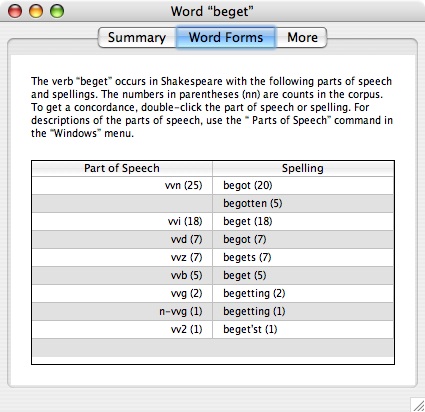 Word “beget”
Summary Word Forms More
The verb “beget” occurs in Shakespeare with the following parts of speech
and spellings. The numbers in parentheses (nn) are counts in the corpus.
To get a concordance, double-click the part of speech or spelling. For
descriptions of the parts of speech, use the “ Parts of Speech” command in
the “Windows” menu.
Part of Speech Spelling
vvn (25) begot (20)
begotten (5)
vvi (18) beget (18)
vvd (7) begot (7)
vvz (7) begets (7)
vvb (5) beget (5)
vvg (2) begetting (2)
n-vvg (1) begetting (1)
vv2 (1) beget'st (1)